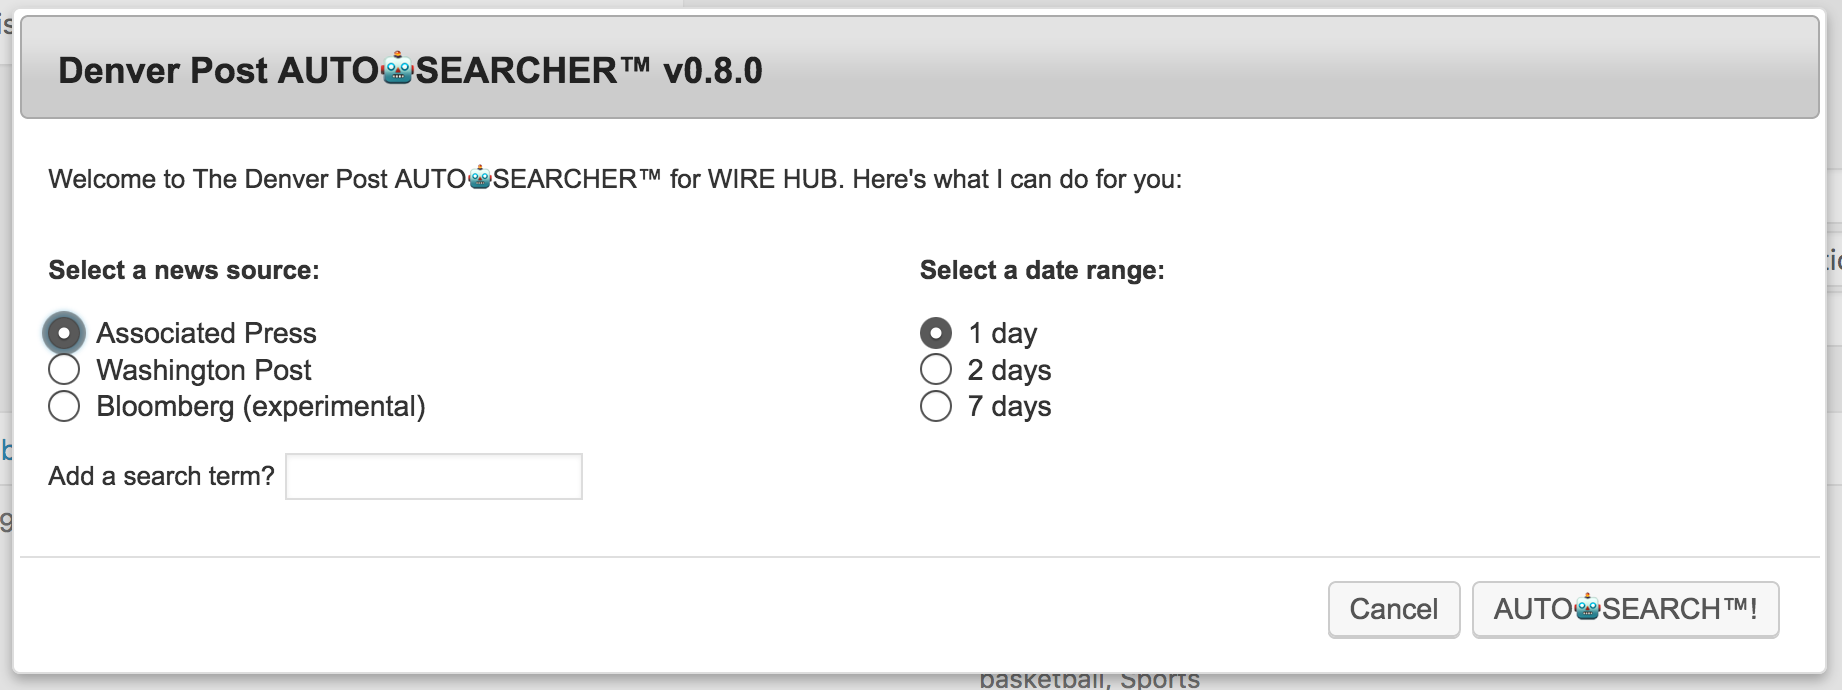 Denver Post AUTO🤖SEARCHER™ v0.8.0
Welcome to The Denver Post AUTO🤖SEARCHER™ for WIRE HUB. Here's what I can do for you:
Select a news source:
Associated Press
Washington Post
Bloomberg (experimental)
Add a search term?
Select a date range:
1 day
2 days
7 days
Cancel
AUTO🤖SEARCH™!
basketball, Sports